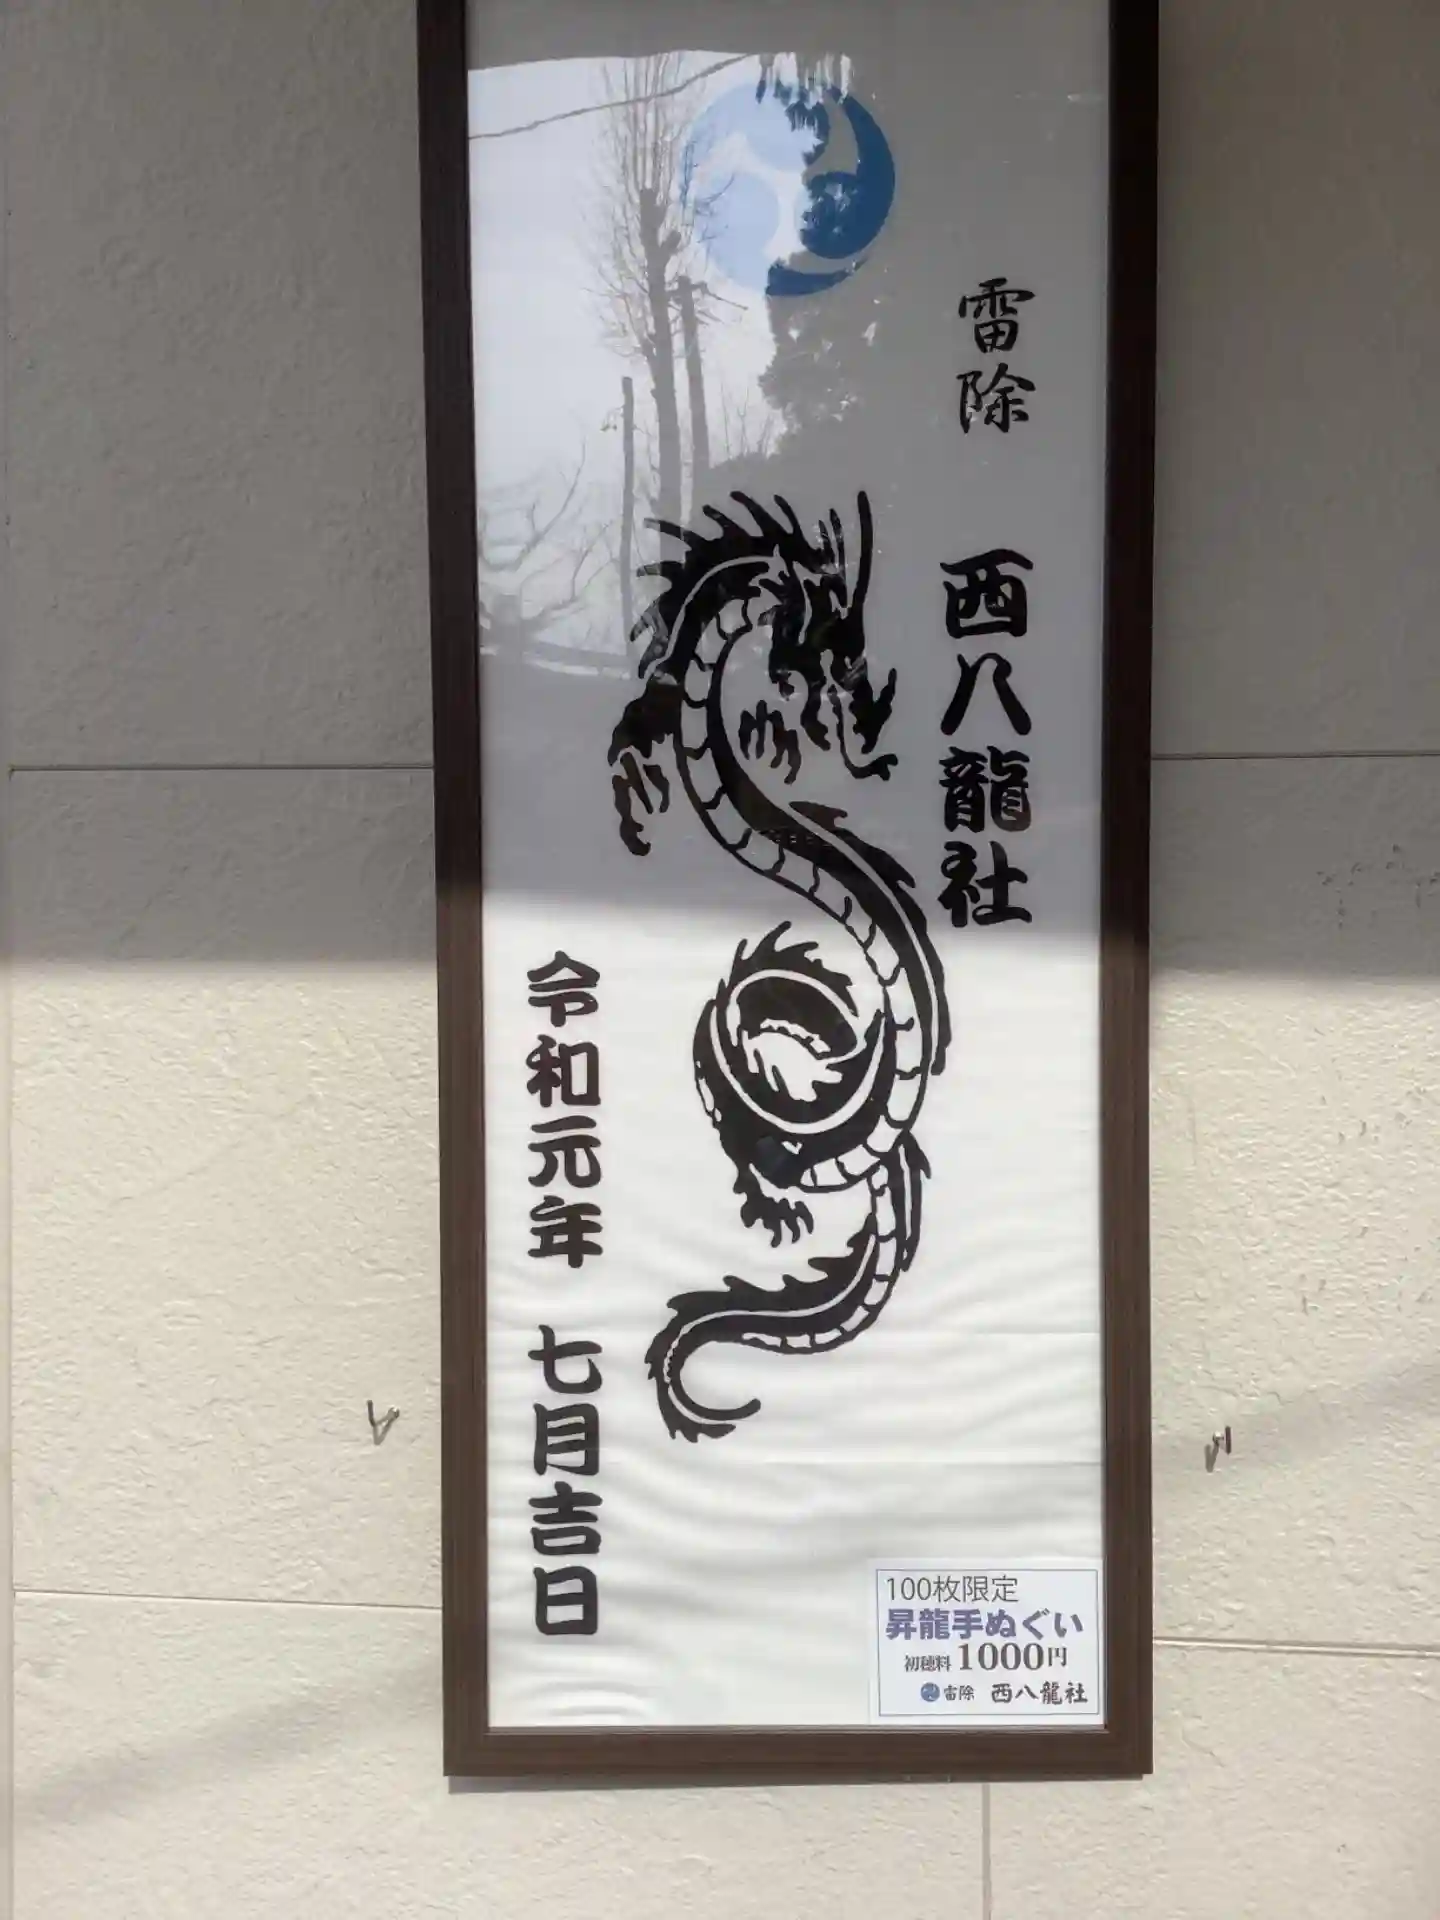 雷除 西八龍社
令和元年 七月吉日
100枚限定
昇龍手ぬぐい
初穂料 1000円
雷除 西八龍社